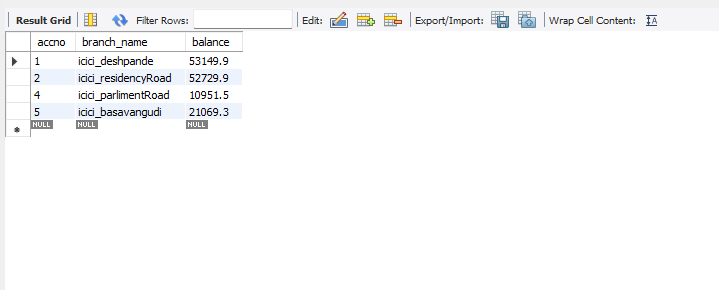 Result Grid Filter Rows: Edit: Export/Import: Wrap Cell Content: IA
accno branch_name balance
1 icici_deshpande 53149.9
2 icici_residencyRoad 52729.9
4 icici_parlimentRoad 10951.5
5 icici_basavangudi 21069.3
NULL NULL NULL